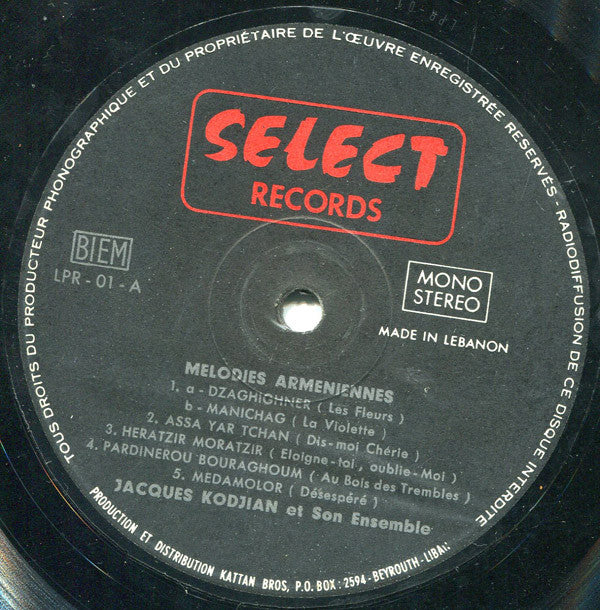 TOUS DROITS DU PRODUCTEUR PHONOGRAPHIQUE ET DU PROPRIÉTAIRE DE L'ŒUVRE ENREGISTRÉE RESERVÉS - RADIODIFFUSION DE CE DISQUE INTERDITE
SELECT
RECORDS
BIEM
LPR - 01 - A
MONO
STEREO
MADE IN LEBANON
MELODIES ARMENIENNES
1. a - DZAGHIGHNER ( Les Fleurs )
b - MANICHAG ( La Violette )
2. ASSA YAR TCHAN ( Dis-moi Chérie )
3. HERATZIR MORATZIR ( Eloigne-toi, oublie-Moi )
4. PARDINEROU BOURAGHOUM ( Au Bois des Trembles )
5. MEDAMOLOR ( Désespéré )
JACQUES KODJIAN et Son Ensemble
PRODUCTION ET DISTRIBUTION KATTAN BROS, P.O. BOX : 2594 - BEYROUTH - LIBAN